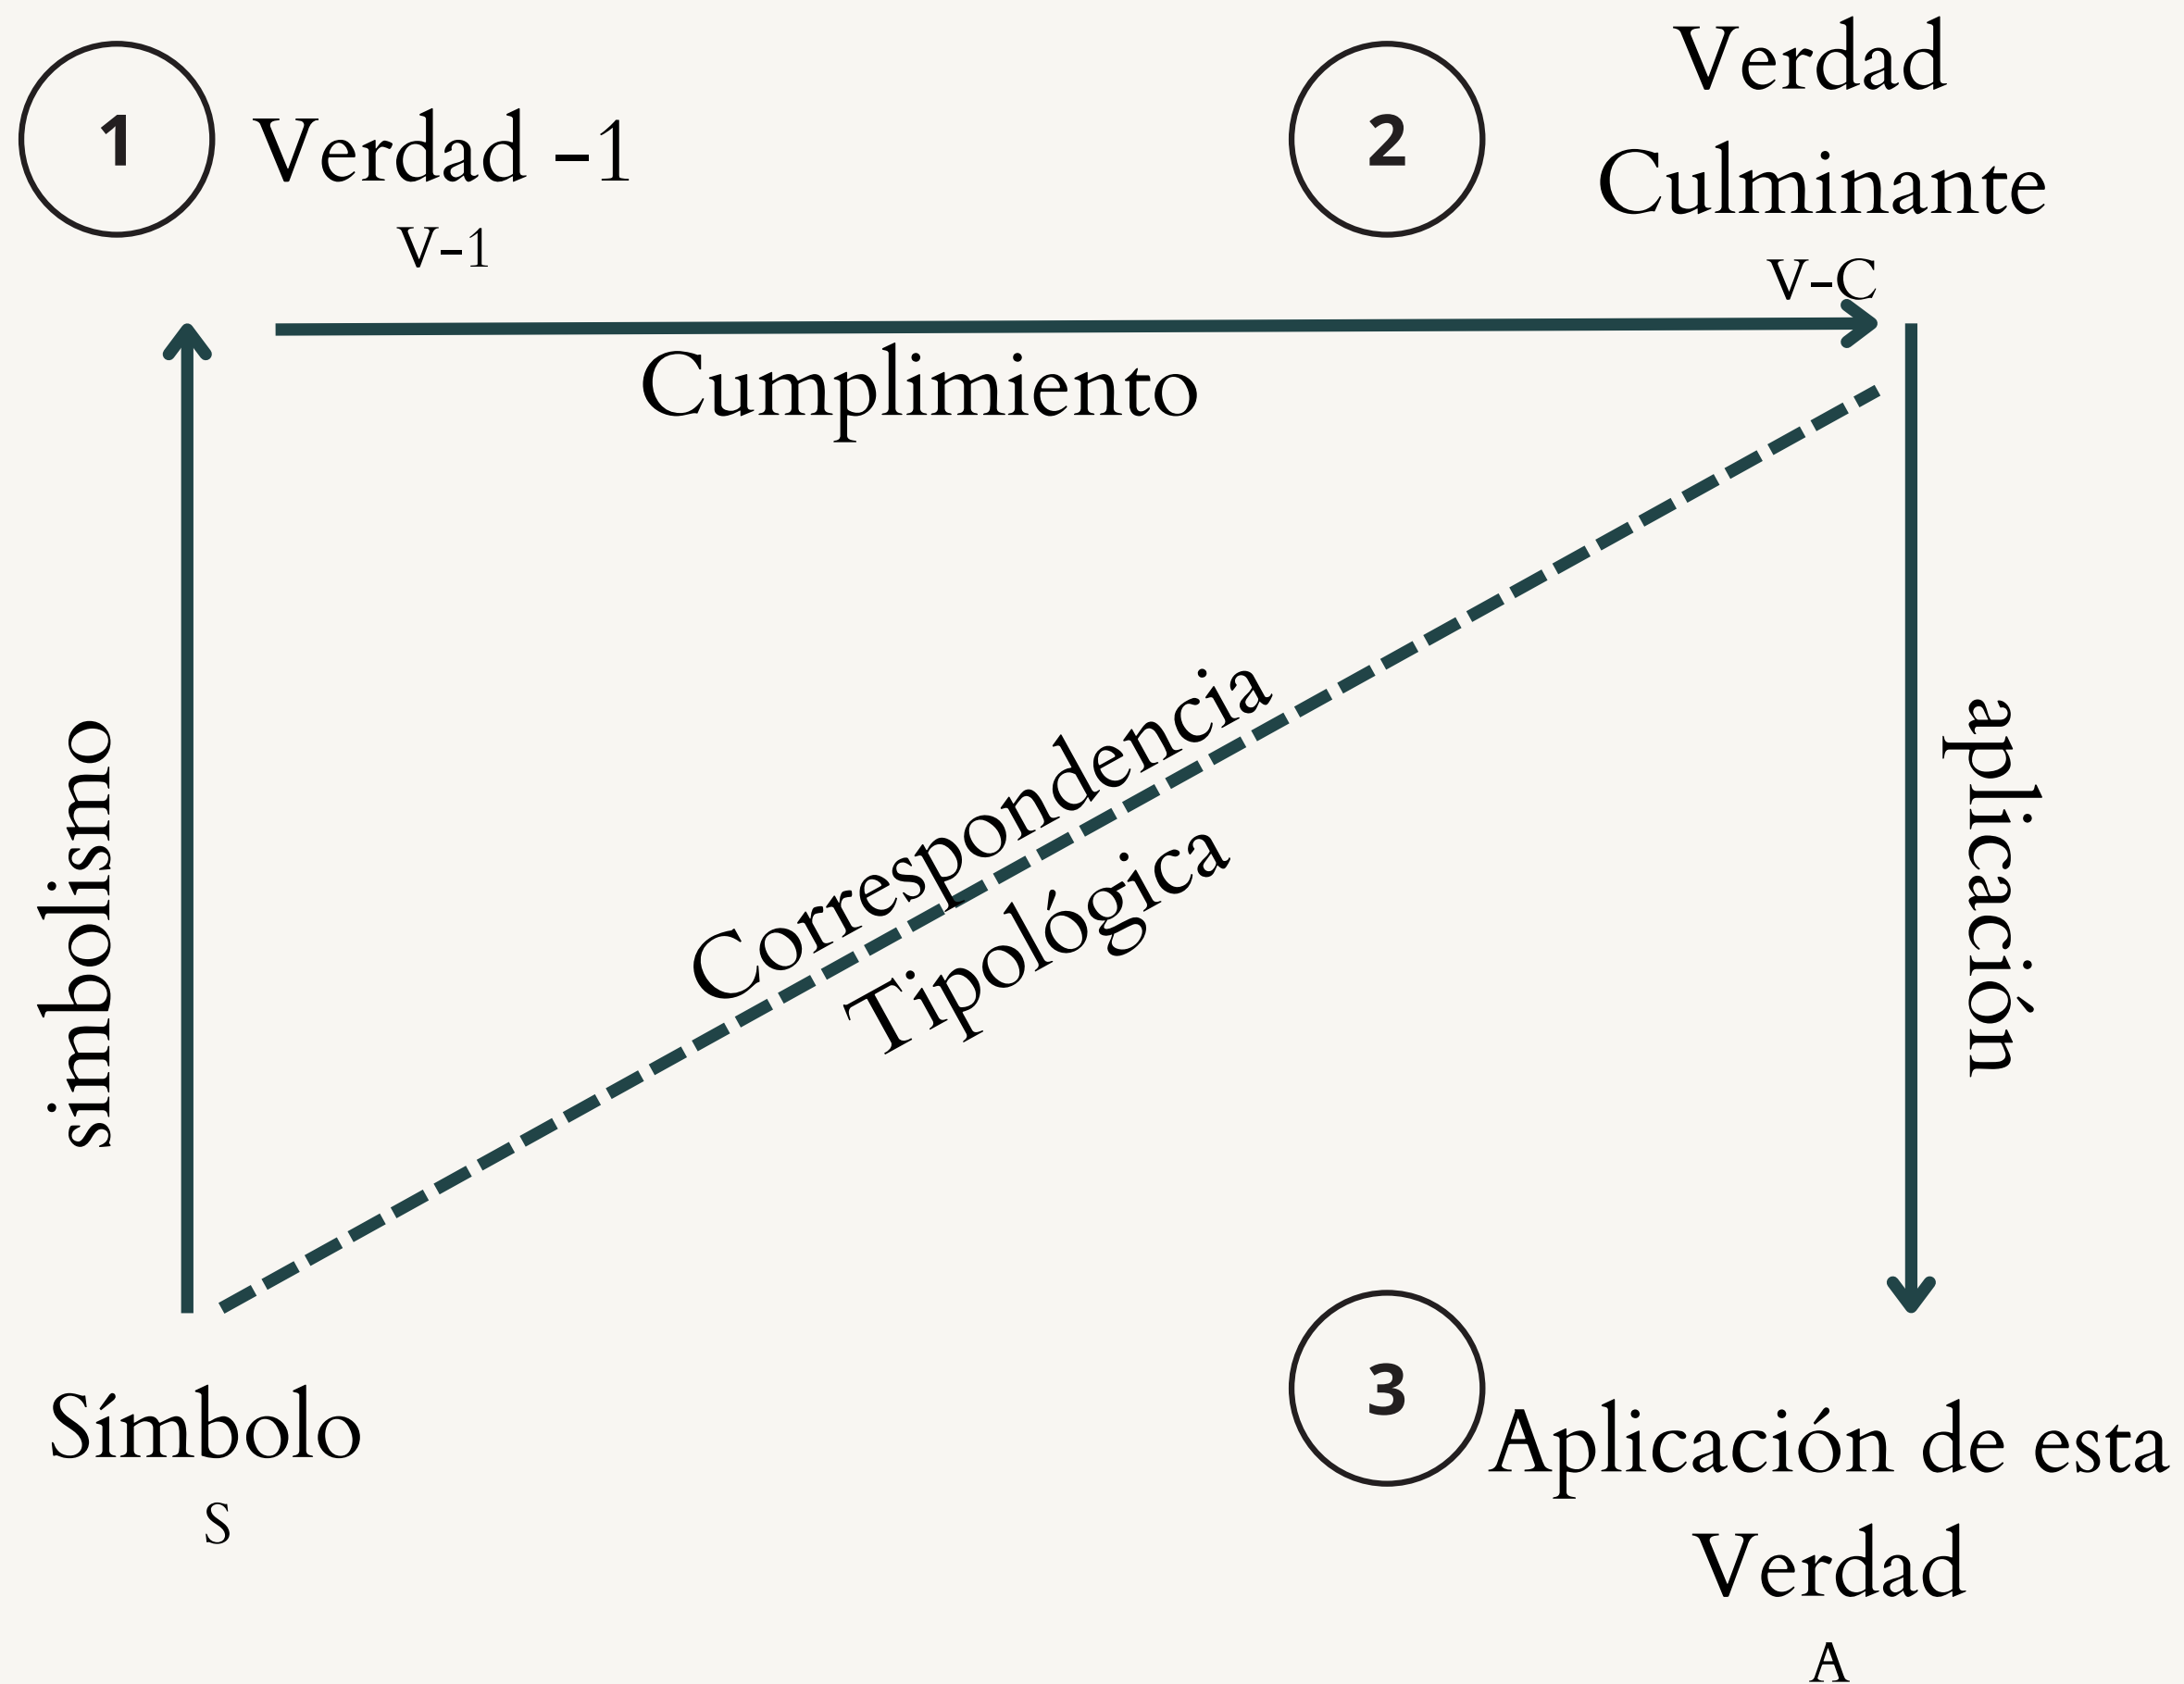 1
Verdad -1
V-1
2
Verdad
Culminante
V-C
Cumplimiento
simbolismo
Correspondencia
Tipológica
aplicación
Símbolo
S
3
Aplicación de esta
Verdad
A